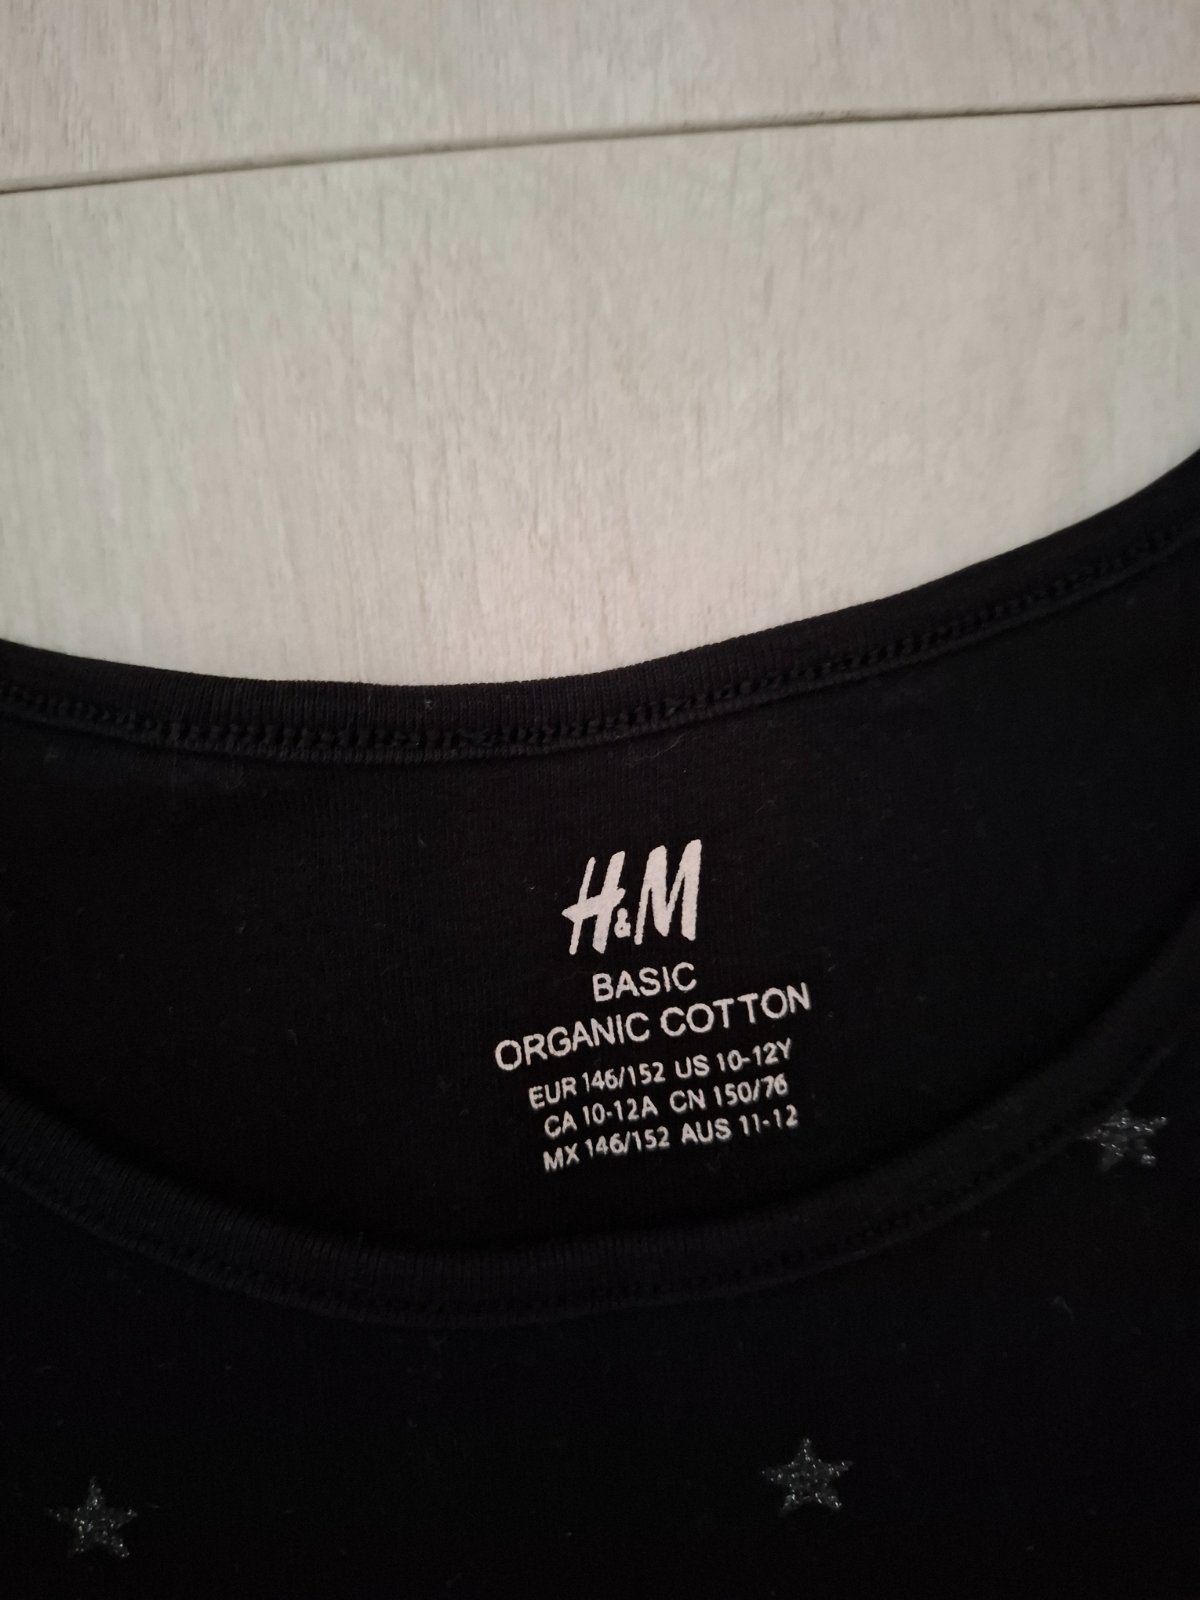 H&M
BASIC
ORGANIC COTTON
EUR 146/152 US 10-12Y
CA 10-12A CN 150/76
MX 146/152 AUS 11-12